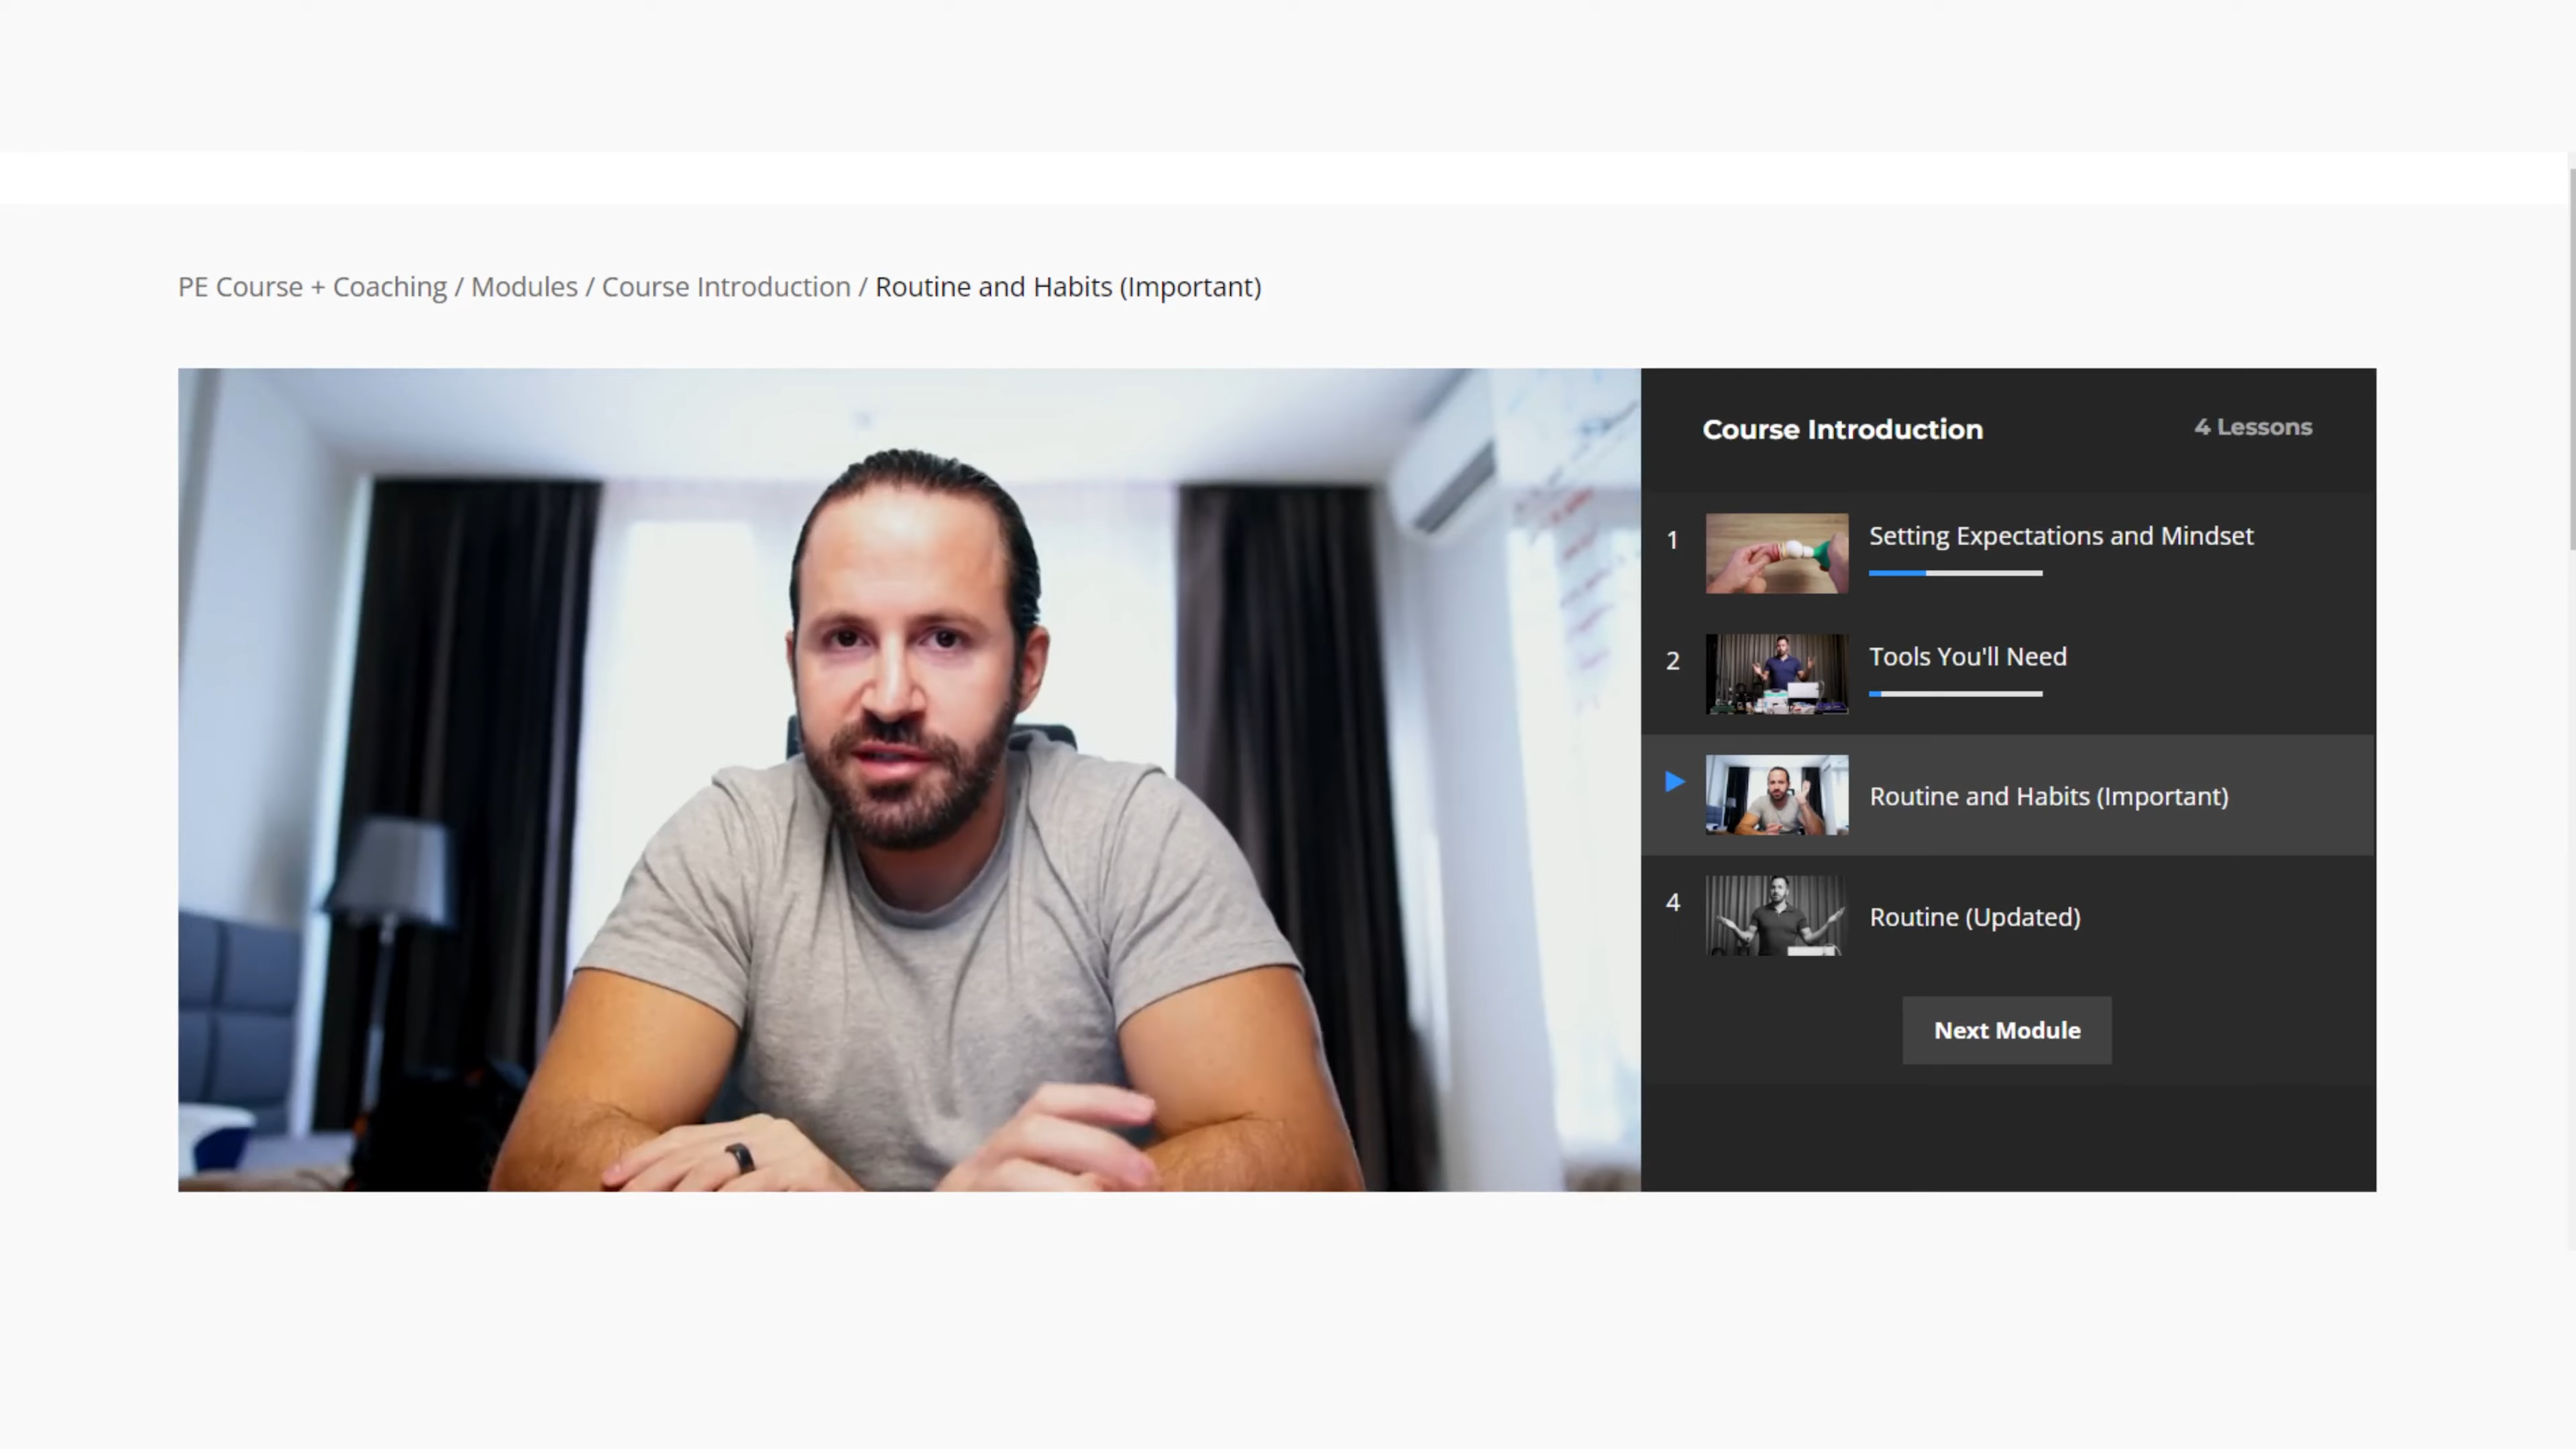 PE Course + Coaching / Modules / Course Introduction / Routine and Habits (Important)
Course Introduction
4 Lessons
1
Setting Expectations and Mindset
2
Tools You'll Need
Routine and Habits (Important)
4
Routine (Updated)
Next Module